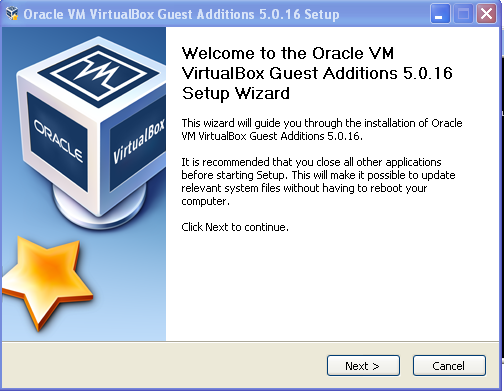 Oracle VM VirtualBox Guest Additions 5.0.16 Setup
Welcome to the Oracle VM
VirtualBox Guest Additions 5.0.16
Setup Wizard
This wizard will guide you through the installation of Oracle
VM VirtualBox Guest Additions 5.0.16.
It is recommended that you close all other applications
before starting Setup. This will make it possible to update
relevant system files without having to reboot your
computer.
Click Next to continue.
ORACLE
VirtualBox
Next >
Cancel